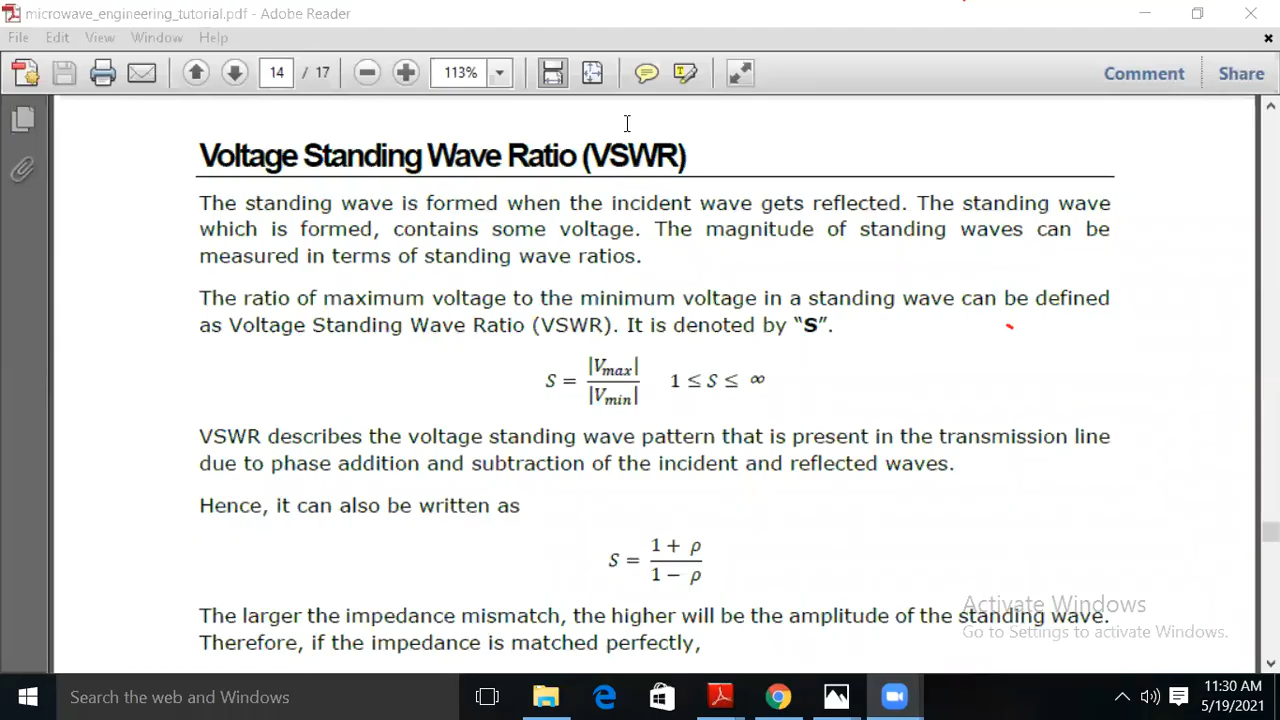 microwave_engineering_tutorial.pdf - Adobe Reader
File Edit View Window Help
14 / 17 113% Comment Share
Voltage Standing Wave Ratio (VSWR)
The standing wave is formed when the incident wave gets reflected. The standing wave
which is formed, contains some voltage. The magnitude of standing waves can be
measured in terms of standing wave ratios.
The ratio of maximum voltage to the minimum voltage in a standing wave can be defined
as Voltage Standing Wave Ratio (VSWR). It is denoted by “S”.
S = |Vmax| / |Vmin| 1 ≤ S ≤ ∞
VSWR describes the voltage standing wave pattern that is present in the transmission line
due to phase addition and subtraction of the incident and reflected waves.
Hence, it can also be written as
S = (1 + ρ) / (1 − ρ)
The larger the impedance mismatch, the higher will be the amplitude of the standing wave.
Therefore, if the impedance is matched perfectly,
Activate Windows
Go to Settings to activate Windows.
Search the web and Windows
11:30 AM
5/19/2021